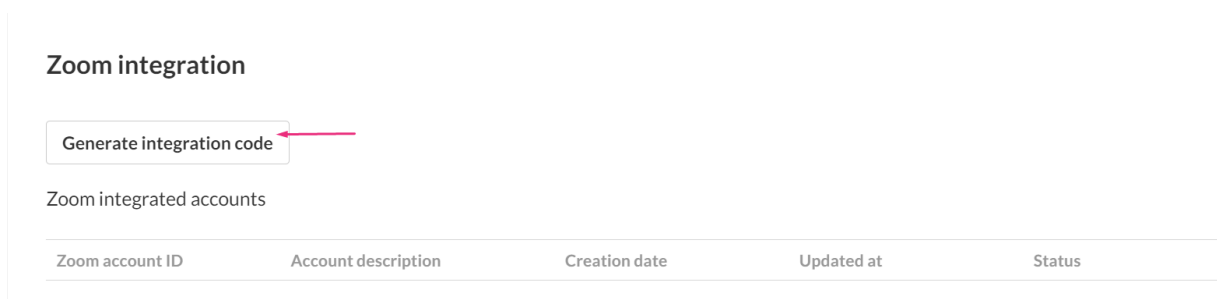 Zoom integration
Generate integration code
Zoom integrated accounts
Zoom account ID Account description Creation date Updated at Status